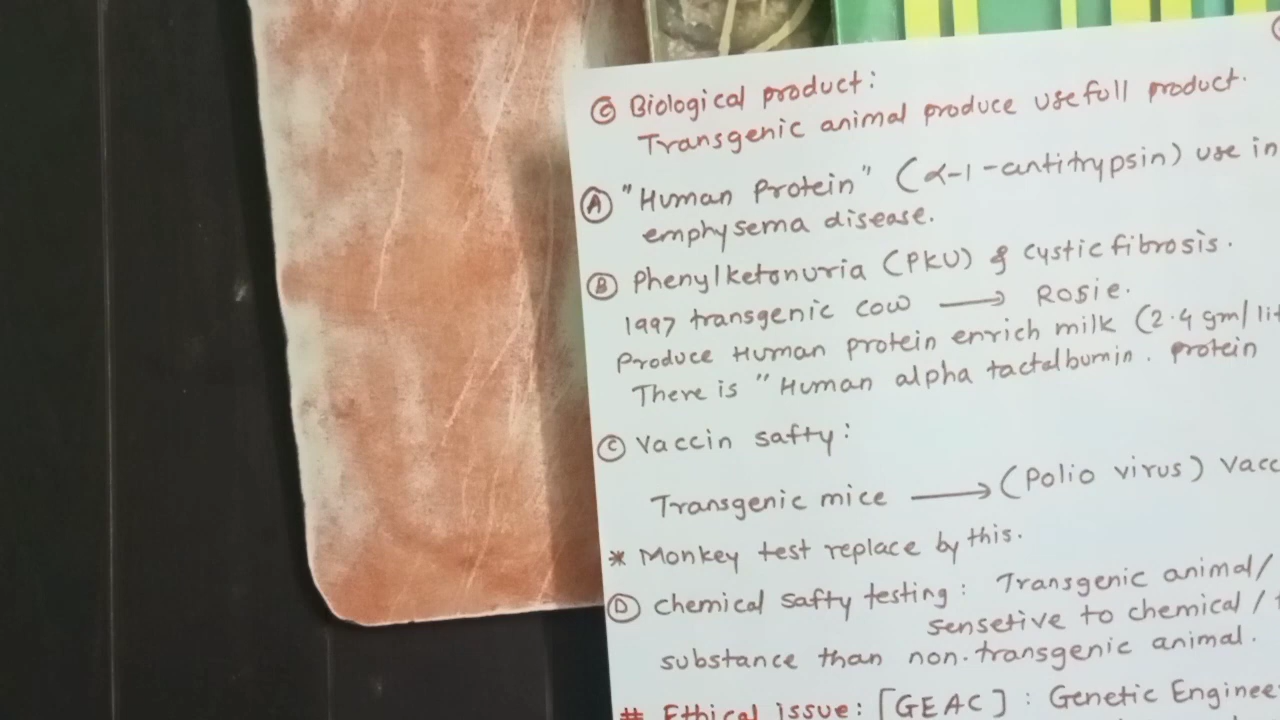 © Biological product:
Transgenic animal produce usefull product.
Ⓐ "Human Protein" (α-1-antitrypsin) use in
emphysema disease.
Ⓑ Phenylketonuria (PKU) & cystic fibrosis.
1997 transgenic cow → Rosie.
Produce Human protein enrich milk (2.4 gm/lit
There is "Human alpha tactalbumin. protein
Ⓒ Vaccin safty:
Transgenic mice → (Polio virus) Vacc
* Monkey test replace by this.
Ⓓ chemical safty testing: Transgenic animal/
sensetive to chemical /
substance than non-transgenic animal.
# Ethical issue: [GEAC]: Genetic Enginee